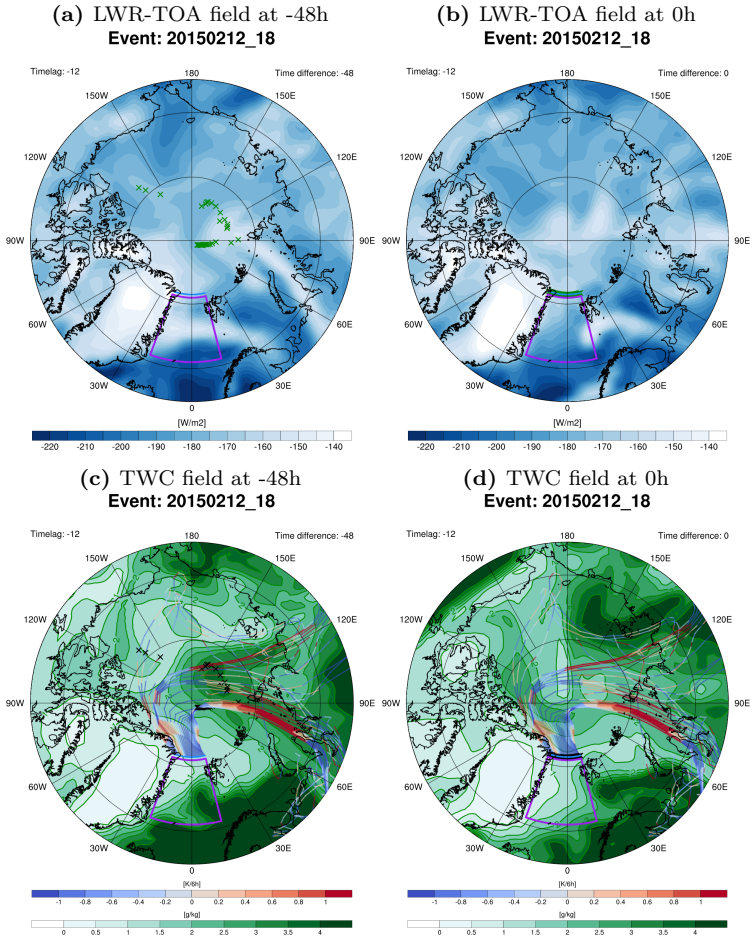 (a) LWR-TOA field at -48h
Event: 20150212_18
Timelag: -12
180
Time difference: -48
150W
150E
120W
120E
90W
90E
60W
60E
30W
30E
0
[W/m2]
-220 -210 -200 -190 -180 -170 -160 -150 -140
(b) LWR-TOA field at 0h
Event: 20150212_18
Timelag: -12
180
Time difference: 0
150W
150E
120W
120E
90W
90E
60W
60E
30W
30E
0
[W/m2]
-220 -210 -200 -190 -180 -170 -160 -150 -140
(c) TWC field at -48h
Event: 20150212_18
Timelag: -12
180
Time difference: -48
150W
150E
120W
120E
90W
90E
60W
60E
30W
30E
0
[K/6h]
-1 -0.8 -0.6 -0.4 -0.2 0 0.2 0.4 0.6 0.8 1
[g/kg]
0 0.5 1 1.5 2 2.5 3 3.5 4
(d) TWC field at 0h
Event: 20150212_18
Timelag: -12
180
Time difference: 0
150W
150E
120W
120E
90W
90E
60W
60E
30W
30E
0
[K/6h]
-1 -0.8 -0.6 -0.4 -0.2 0 0.2 0.4 0.6 0.8 1
[g/kg]
0 0.5 1 1.5 2 2.5 3 3.5 4